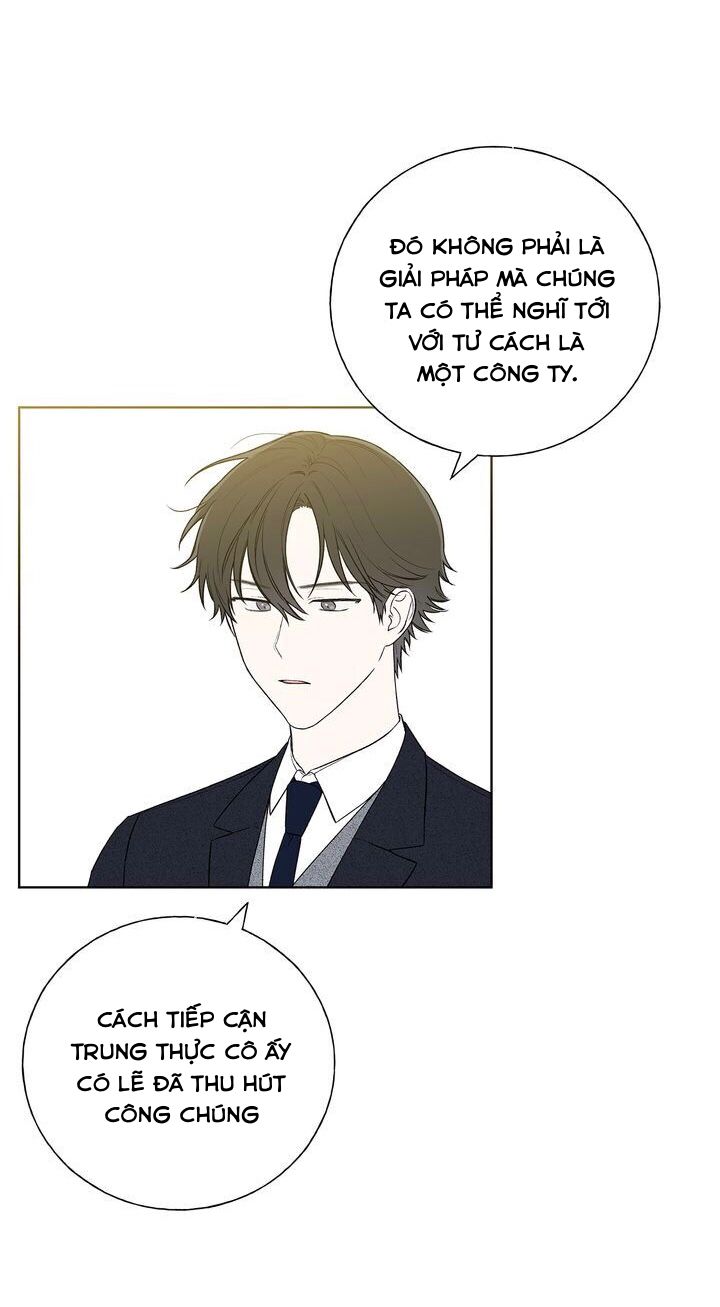 ĐÓ KHÔNG PHẢI LÀ
GIẢI PHÁP MÀ CHÚNG
TA CÓ THỂ NGHĨ TỚI
VỚI TƯ CÁCH LÀ
MỘT CÔNG TY.
CÁCH TIẾP CẬN
TRUNG THỰC CÔ ẤY
CÓ LẼ ĐÃ THU HÚT
CÔNG CHÚNG